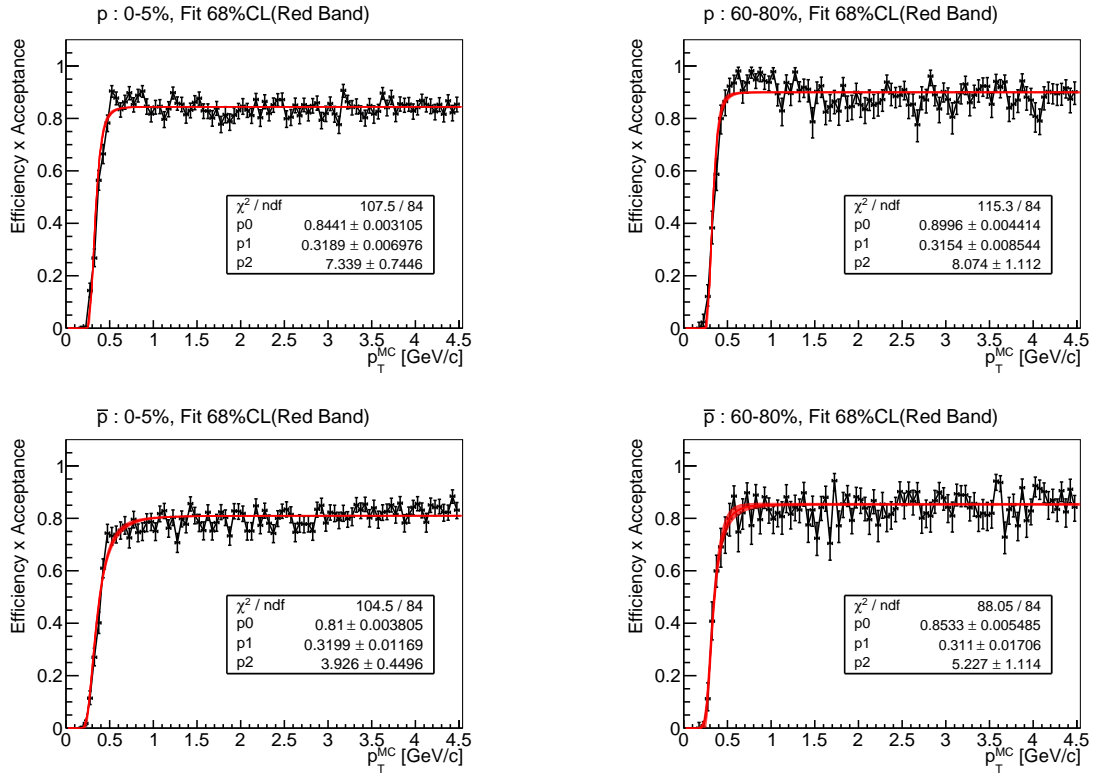 p : 0-5%, Fit 68%CL(Red Band)
Efficiency x Acceptance
1
0.8
0.6
0.4
0.2
0
χ² / ndf 107.5 / 84
p0 0.8441 ± 0.003105
p1 0.3189 ± 0.006976
p2 7.339 ± 0.7446
0 0.5 1 1.5 2 2.5 3 3.5 4 4.5
p_T^MC [GeV/c]
p : 60-80%, Fit 68%CL(Red Band)
Efficiency x Acceptance
1
0.8
0.6
0.4
0.2
0
χ² / ndf 115.3 / 84
p0 0.8996 ± 0.004414
p1 0.3154 ± 0.008544
p2 8.074 ± 1.112
0 0.5 1 1.5 2 2.5 3 3.5 4 4.5
p_T^MC [GeV/c]
p̅ : 0-5%, Fit 68%CL(Red Band)
Efficiency x Acceptance
1
0.8
0.6
0.4
0.2
0
χ² / ndf 104.5 / 84
p0 0.81 ± 0.003805
p1 0.3199 ± 0.01169
p2 3.926 ± 0.4496
0 0.5 1 1.5 2 2.5 3 3.5 4 4.5
p_T^MC [GeV/c]
p̅ : 60-80%, Fit 68%CL(Red Band)
Efficiency x Acceptance
1
0.8
0.6
0.4
0.2
0
χ² / ndf 88.05 / 84
p0 0.8533 ± 0.005485
p1 0.311 ± 0.01706
p2 5.227 ± 1.114
0 0.5 1 1.5 2 2.5 3 3.5 4 4.5
p_T^MC [GeV/c]